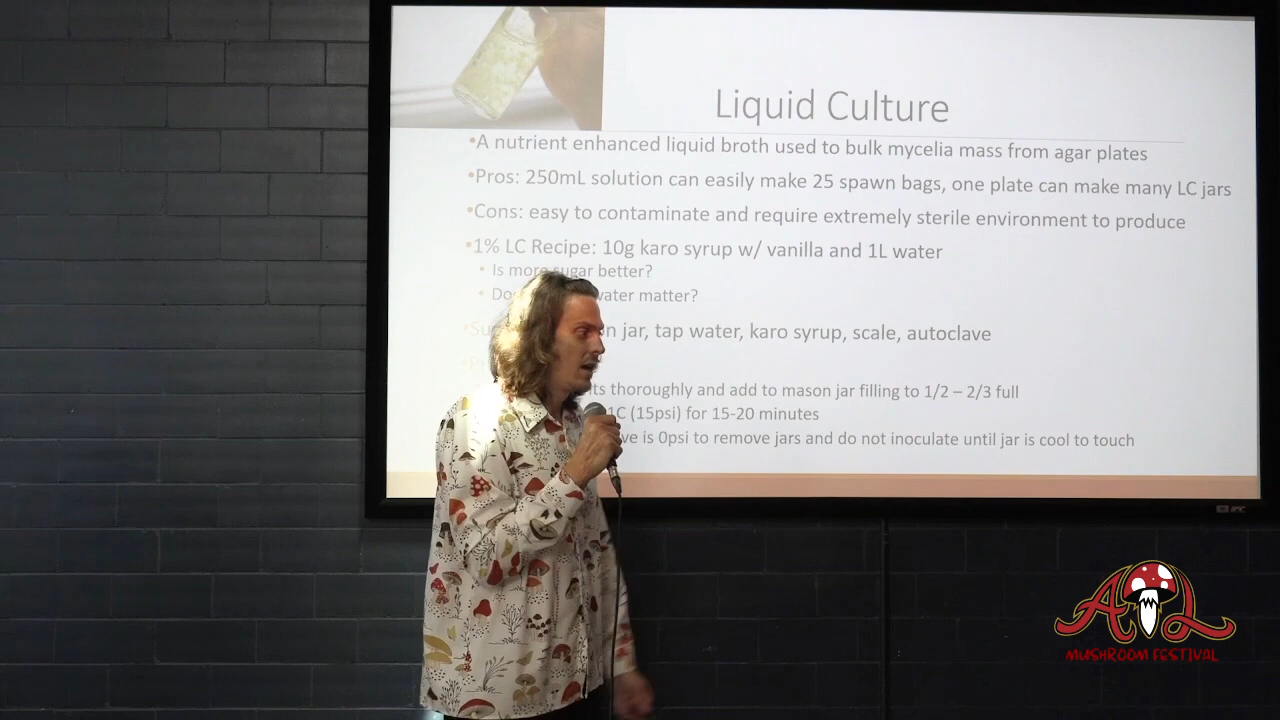 Liquid Culture
•A nutrient enhanced liquid broth used to bulk mycelia mass from agar plates
•Pros: 250mL solution can easily make 25 spawn bags, one plate can make many LC jars
•Cons: easy to contaminate and require extremely sterile environment to produce
•1% LC Recipe: 10g karo syrup w/ vanilla and 1L water
• Is more sugar better?
• water matter?
jar, tap water, karo syrup, scale, autoclave
thoroughly and add to mason jar filling to 1/2 – 2/3 full
(15psi) for 15-20 minutes
is 0psi to remove jars and do not inoculate until jar is cool to touch
AL
MUSHROOM FESTIVAL